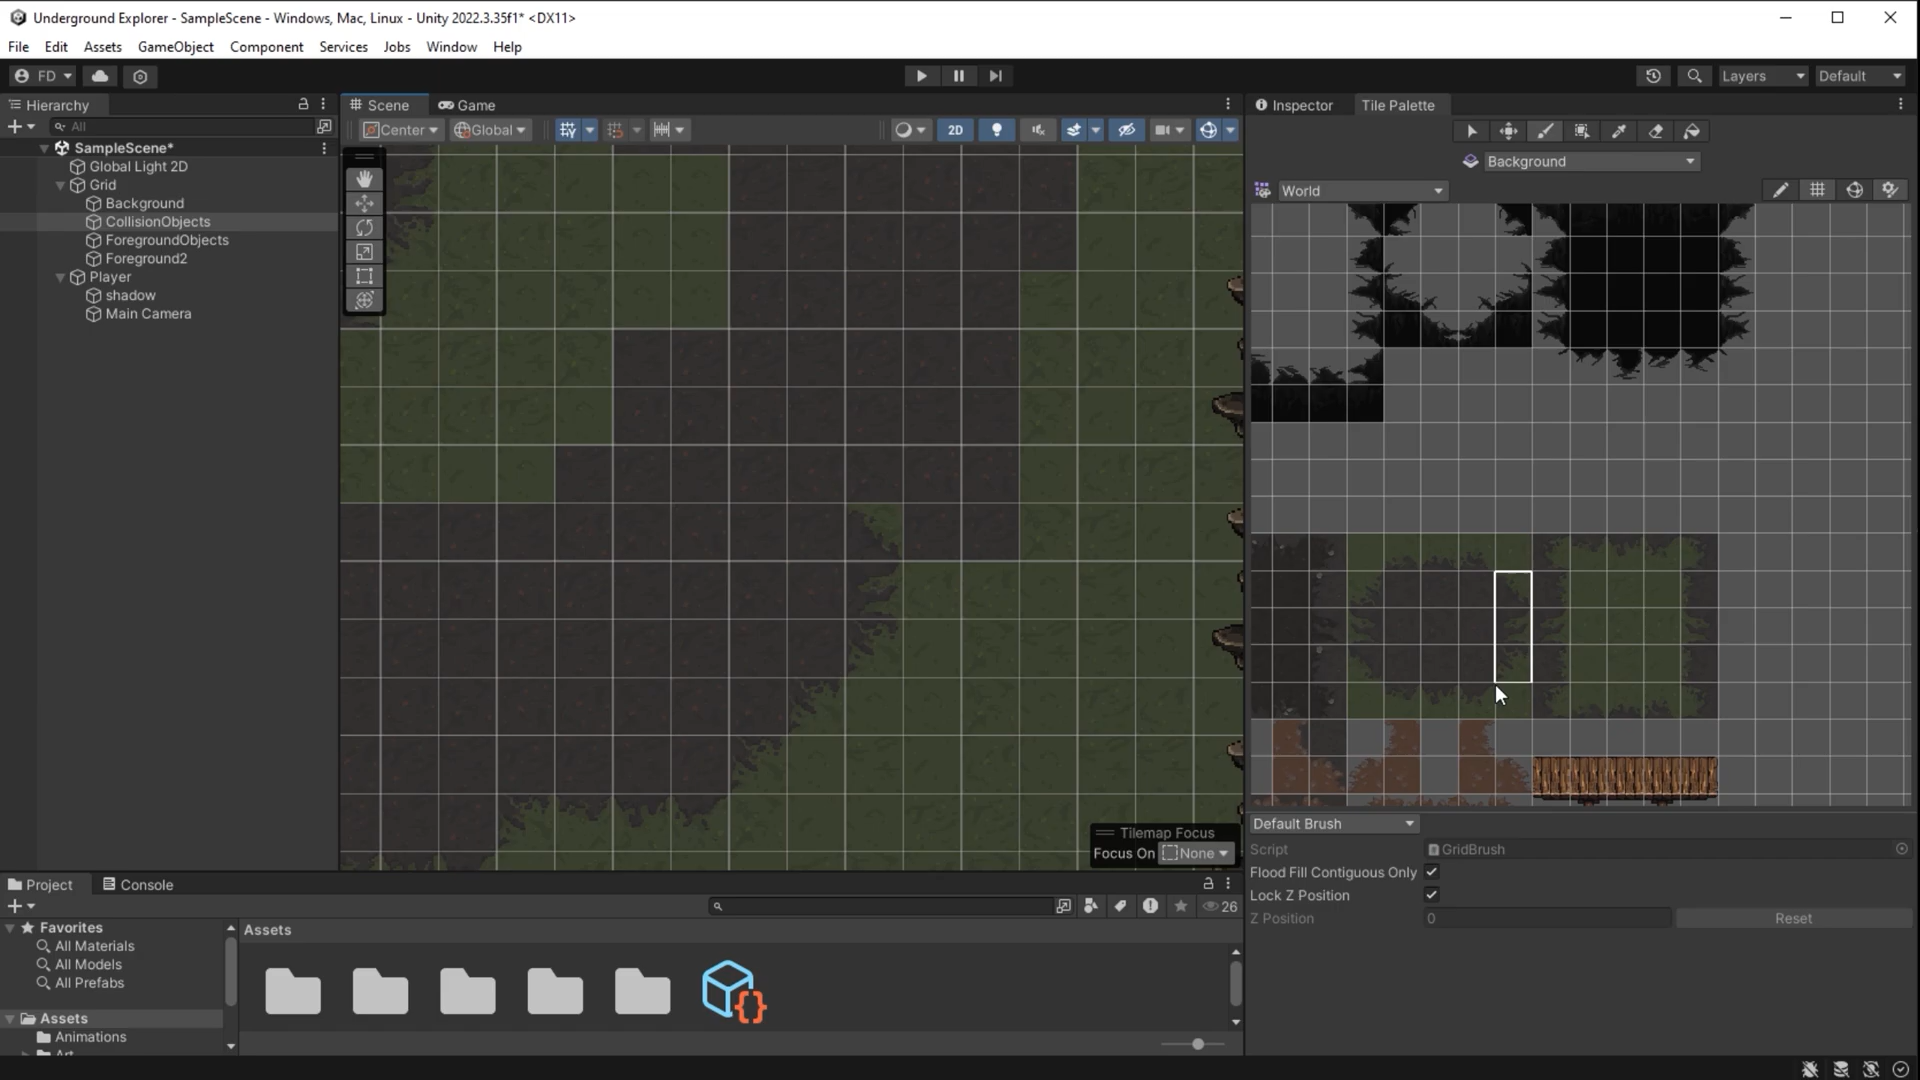 Underground Explorer - SampleScene - Windows, Mac, Linux - Unity 2022.3.35f1* <DX11>
File Edit Assets GameObject Component Services Jobs Window Help
FD Layers Default
Hierarchy
All
SampleScene*
Global Light 2D
Grid
Background
CollisionObjects
ForegroundObjects
Foreground2
Player
shadow
Main Camera
Scene Game
Center Global 2D
Tilemap Focus
Focus On None
Inspector Tile Palette
Background
World
Default Brush
Script GridBrush
Flood Fill Contiguous Only
Lock Z Position
Z Position 0 Reset
Project Console
26
Favorites
All Materials
All Models
All Prefabs
Assets
Animations
Art
Assets